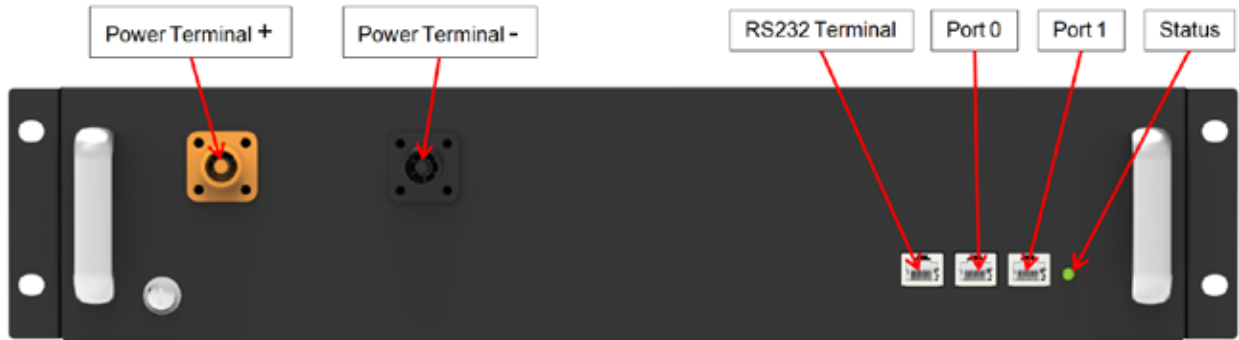 Power Terminal +
Power Terminal -
RS232 Terminal
Port 0
Port 1
Status